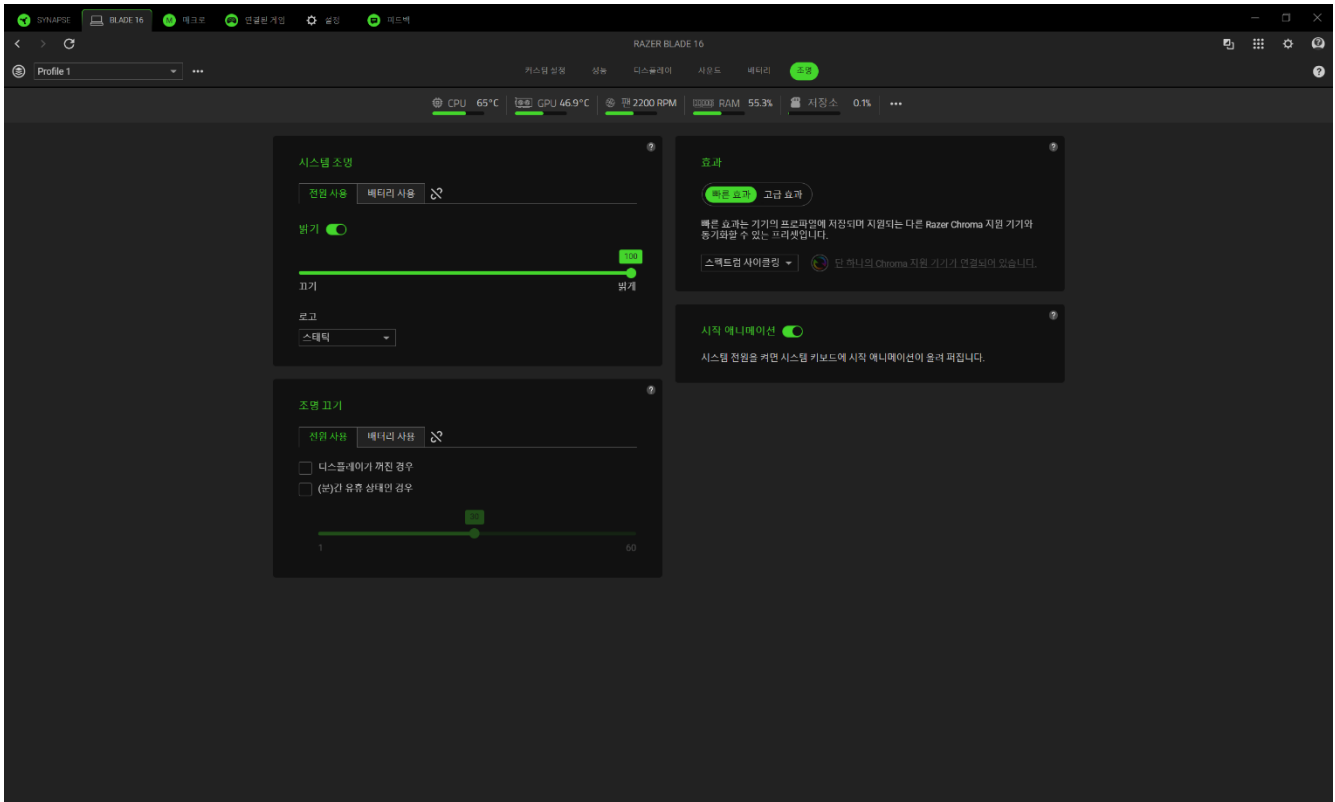 SYNAPSE BLADE 16 매크로 연결된 게임 설정 피드백
RAZER BLADE 16
Profile 1 커스텀 설정 성능 디스플레이 사운드 배터리 조명
CPU 65°C GPU 46.9°C 팬 2200 RPM RAM 55.3% 저장소 0.1%
시스템 조명
전원 사용 배터리 사용
밝기
100
끄기 밝게
로고
스태틱
조명 끄기
전원 사용 배터리 사용
디스플레이가 꺼진 경우
(분)간 유휴 상태인 경우
30
1 60
효과
빠른 효과 고급 효과
빠른 효과는 기기의 프로파일에 저장되며 지원되는 다른 Razer Chroma 지원 기기와
동기화할 수 있는 프리셋입니다.
스펙트럼 사이클링 단 하나의 Chroma 지원 기기가 연결되어 있습니다.
시작 애니메이션
시스템 전원을 켜면 시스템 키보드에 시작 애니메이션이 울려 퍼집니다.